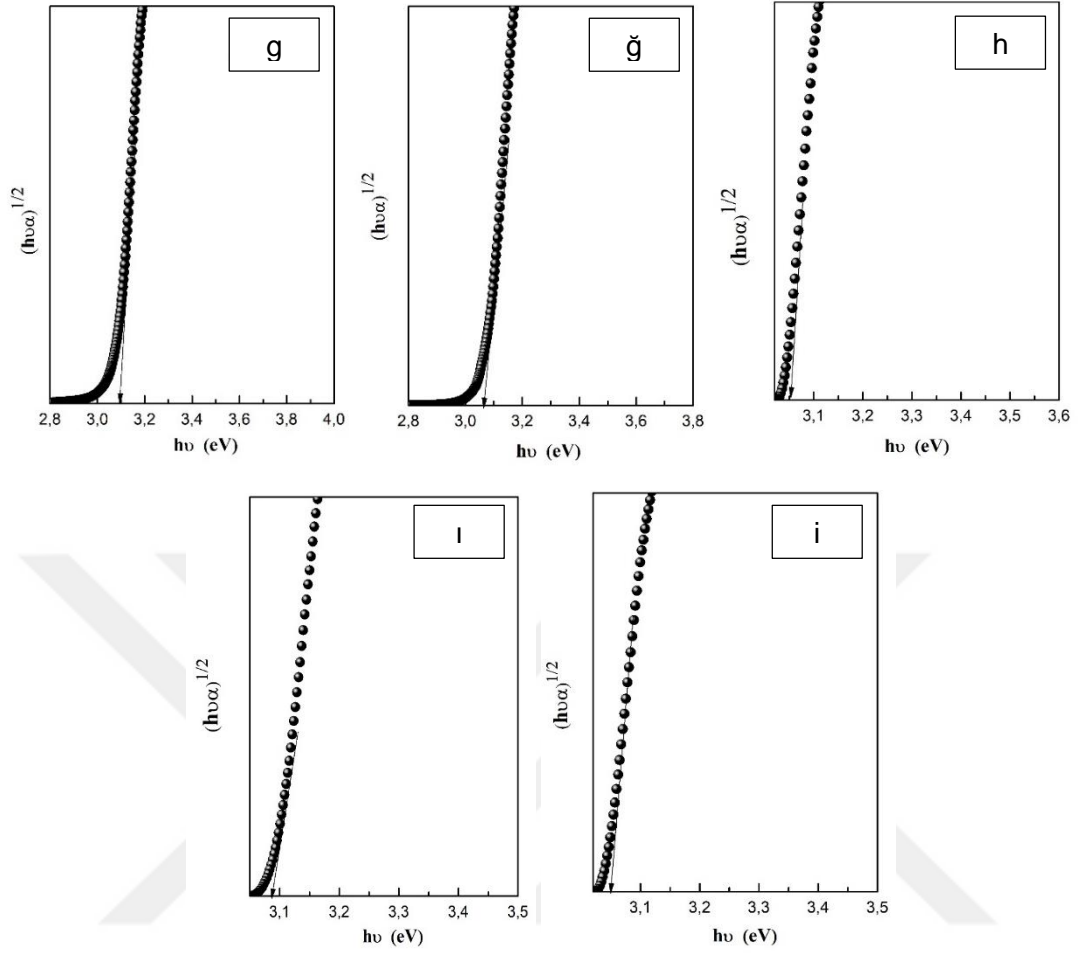 g
(hυα)1/2
2,8 3,0 3,2 3,4 3,6 3,8 4,0
hυ (eV)
ğ
(hυα)1/2
2,8 3,0 3,2 3,4 3,6 3,8
hυ (eV)
h
(hυα)1/2
3,1 3,2 3,3 3,4 3,5 3,6
hυ (eV)
ı
(hυα)1/2
3,1 3,2 3,3 3,4 3,5
hυ (eV)
i
(hυα)1/2
3,1 3,2 3,3 3,4 3,5
hυ (eV)